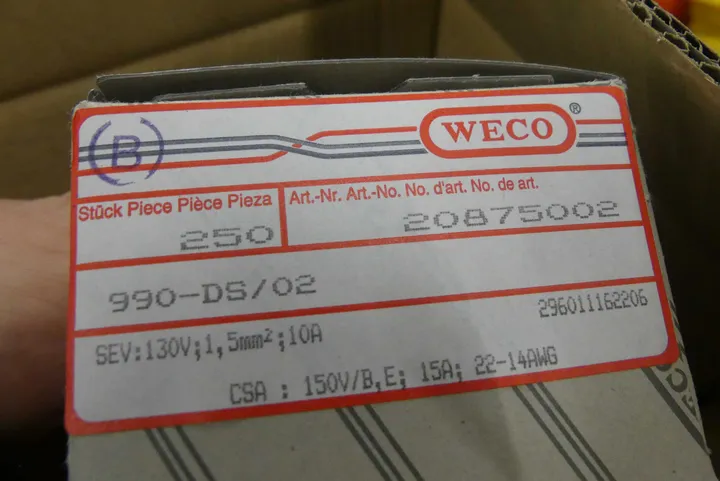 (B)
WECO®
Stück Piece Pièce Pieza
250
Art.-Nr. Art.-No. No. d'art. No. de art.
20875002
990-DS/02
296011162206
SEV:130V;1,5mm²;10A
CSA : 150V/B,E; 15A; 22-14AWG